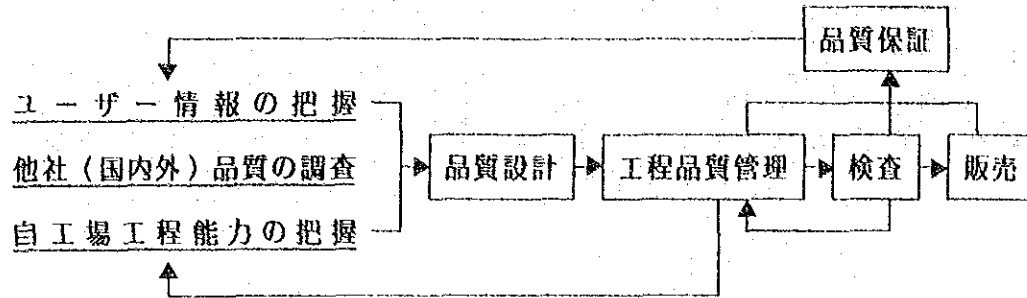 品質保証
ユーザー情報の把握
他社（国内外）品質の調査
自工場工程能力の把握
品質設計
工程品質管理
検査
販売